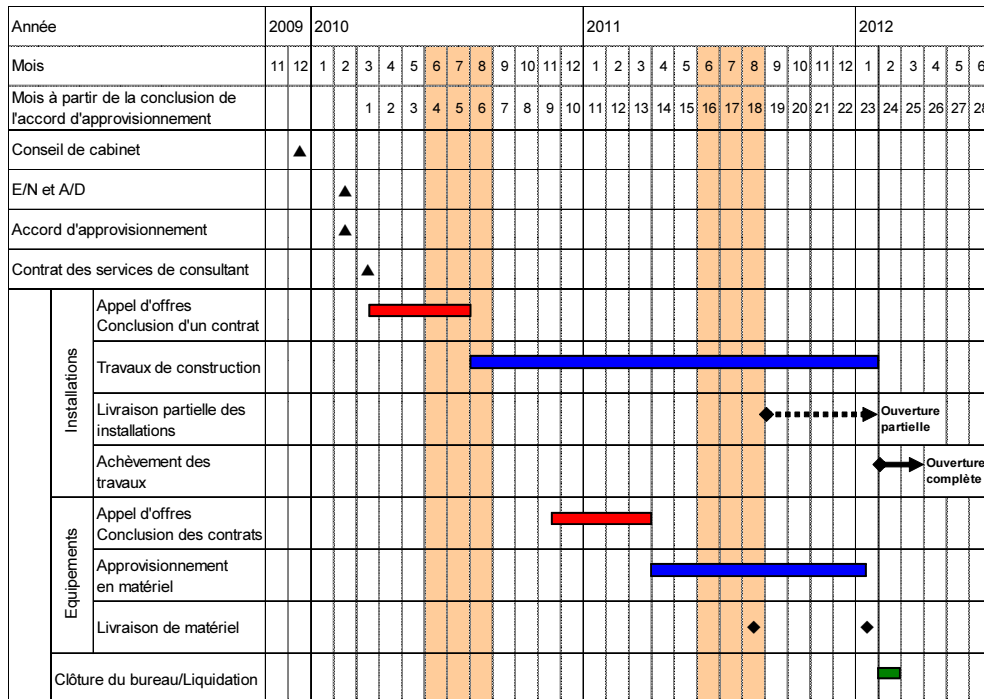 Année 2009 2010 2011 2012
Mois 11 12 1 2 3 4 5 6 7 8 9 10 11 12 1 2 3 4 5 6 7 8 9 10 11 12 1 2 3 4 5 6
Mois à partir de la conclusion de
l'accord d'approvisionnement
1 2 3 4 5 6 7 8 9 10 11 12 13 14 15 16 17 18 19 20 21 22 23 24 25 26 27 28
Conseil de cabinet
E/N et A/D
Accord d'approvisionnement
Contrat des services de consultant
Installations
Appel d'offres
Conclusion d'un contrat
Travaux de construction
Livraison partielle des
installations
Ouverture
partielle
Achèvement des
travaux
Ouverture
complète
Equipements
Appel d'offres
Conclusion des contrats
Approvisionnement
en matériel
Livraison de matériel
Clôture du bureau/Liquidation